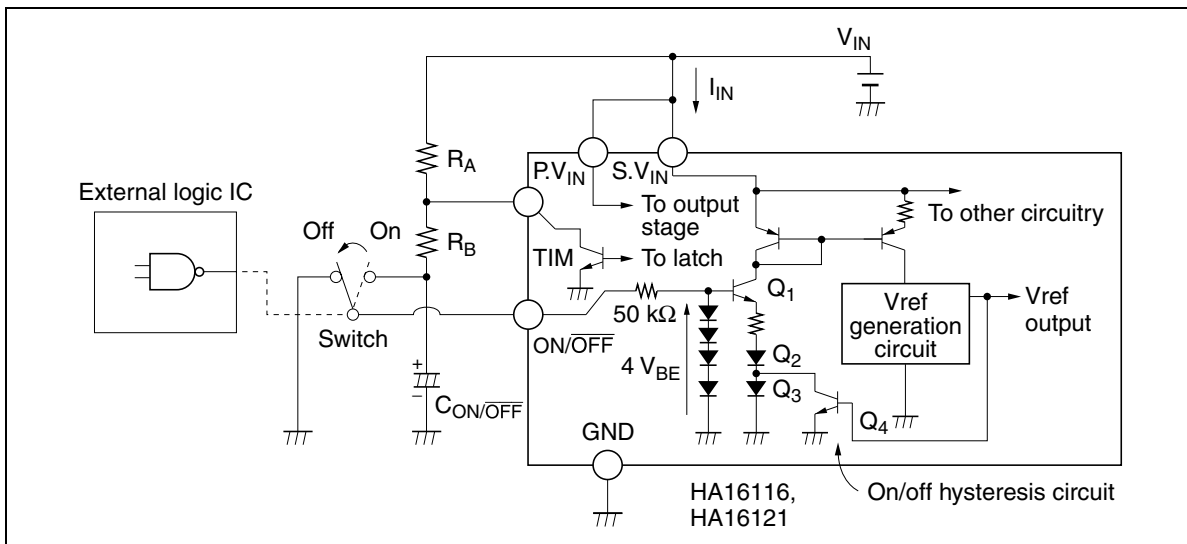 V_IN
I_IN
R_A
P.V_IN
S.V_IN
External logic IC
To output
stage
To other circuitry
Off
On
R_B
TIM
To latch
Q_1
50 kΩ
Vref
generation
circuit
Vref
output
Switch
ON/O̅F̅F̅
4 V_BE
Q_2
Q_3
+
−
C_ON/O̅F̅F̅
Q_4
GND
HA16116,
HA16121
On/off hysteresis circuit